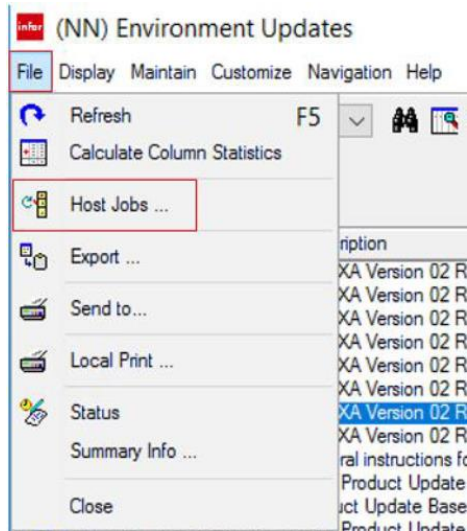 infor (NN) Environment Updates
File Display Maintain Customize Navigation Help
Refresh F5
Calculate Column Statistics
Host Jobs ...
ription
Export ...
XA Version 02 R
XA Version 02 R
Send to...
XA Version 02 R
XA Version 02 R
Local Print ...
XA Version 02 R
XA Version 02 R
Status
XA Version 02 R
XA Version 02 R
Summary Info ...
ral instructions fo
Product Update
Close
uct Update Base
Product Update